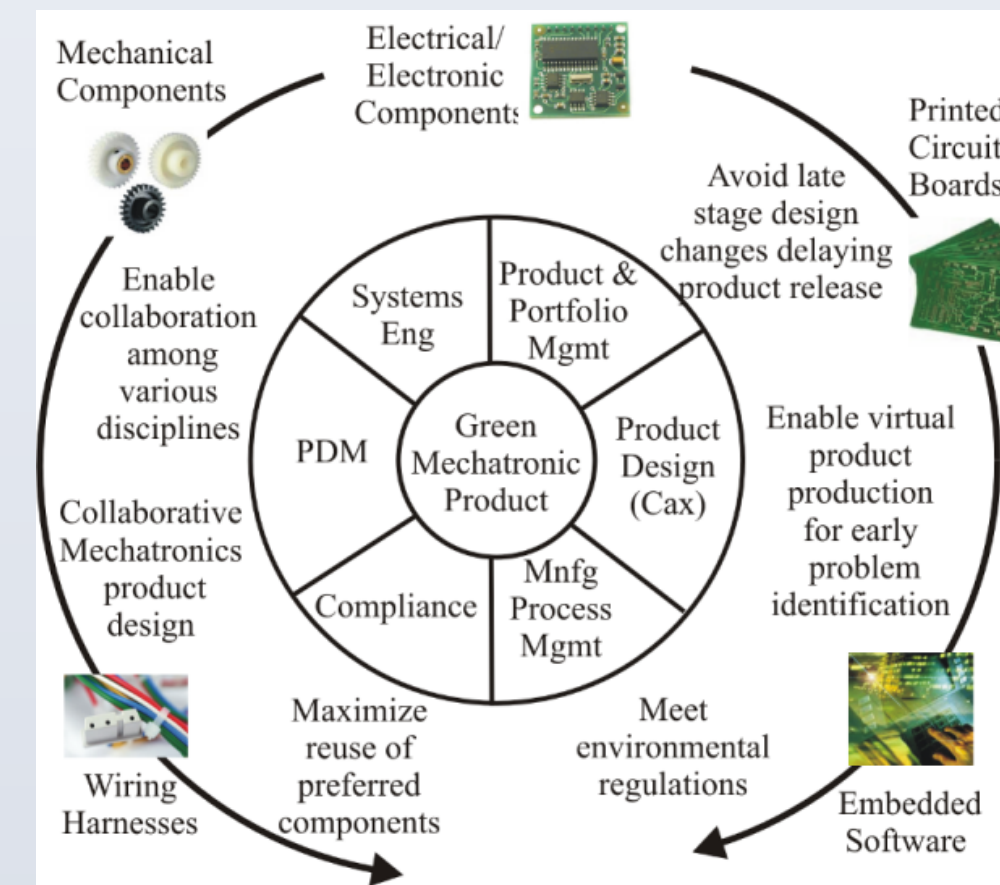 Mechanical
Components
Electrical/
Electronic
Components
Printed
Circuit
Boards
Avoid late
stage design
changes delaying
product release
Enable
collaboration
among
various
disciplines
Systems
Eng
Product &
Portfolio
Mgmt
PDM
Green
Mechatronic
Product
Product
Design
(Cax)
Enable virtual
product
production
for early
problem
identification
Collaborative
Mechatronics
product
design
Compliance
Mnfg
Process
Mgmt
Wiring
Harnesses
Maximize
reuse of
preferred
components
Meet
environmental
regulations
Embedded
Software